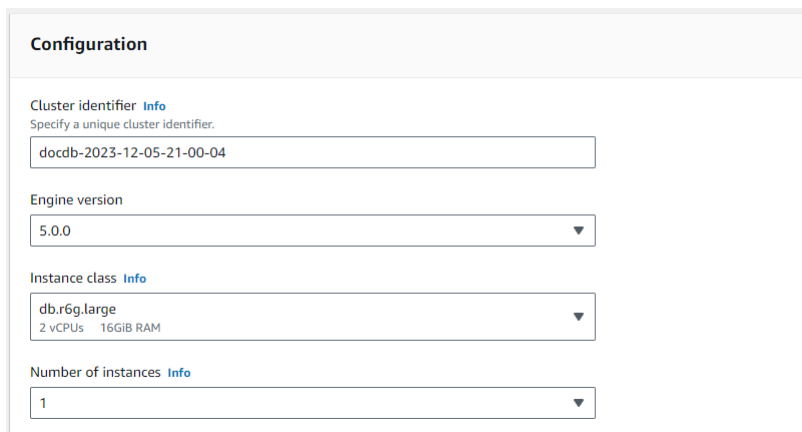 Configuration
Cluster identifier Info
Specify a unique cluster identifier.
docdb-2023-12-05-21-00-04
Engine version
5.0.0
Instance class Info
db.r6g.large
2 vCPUs 16GiB RAM
Number of instances Info
1